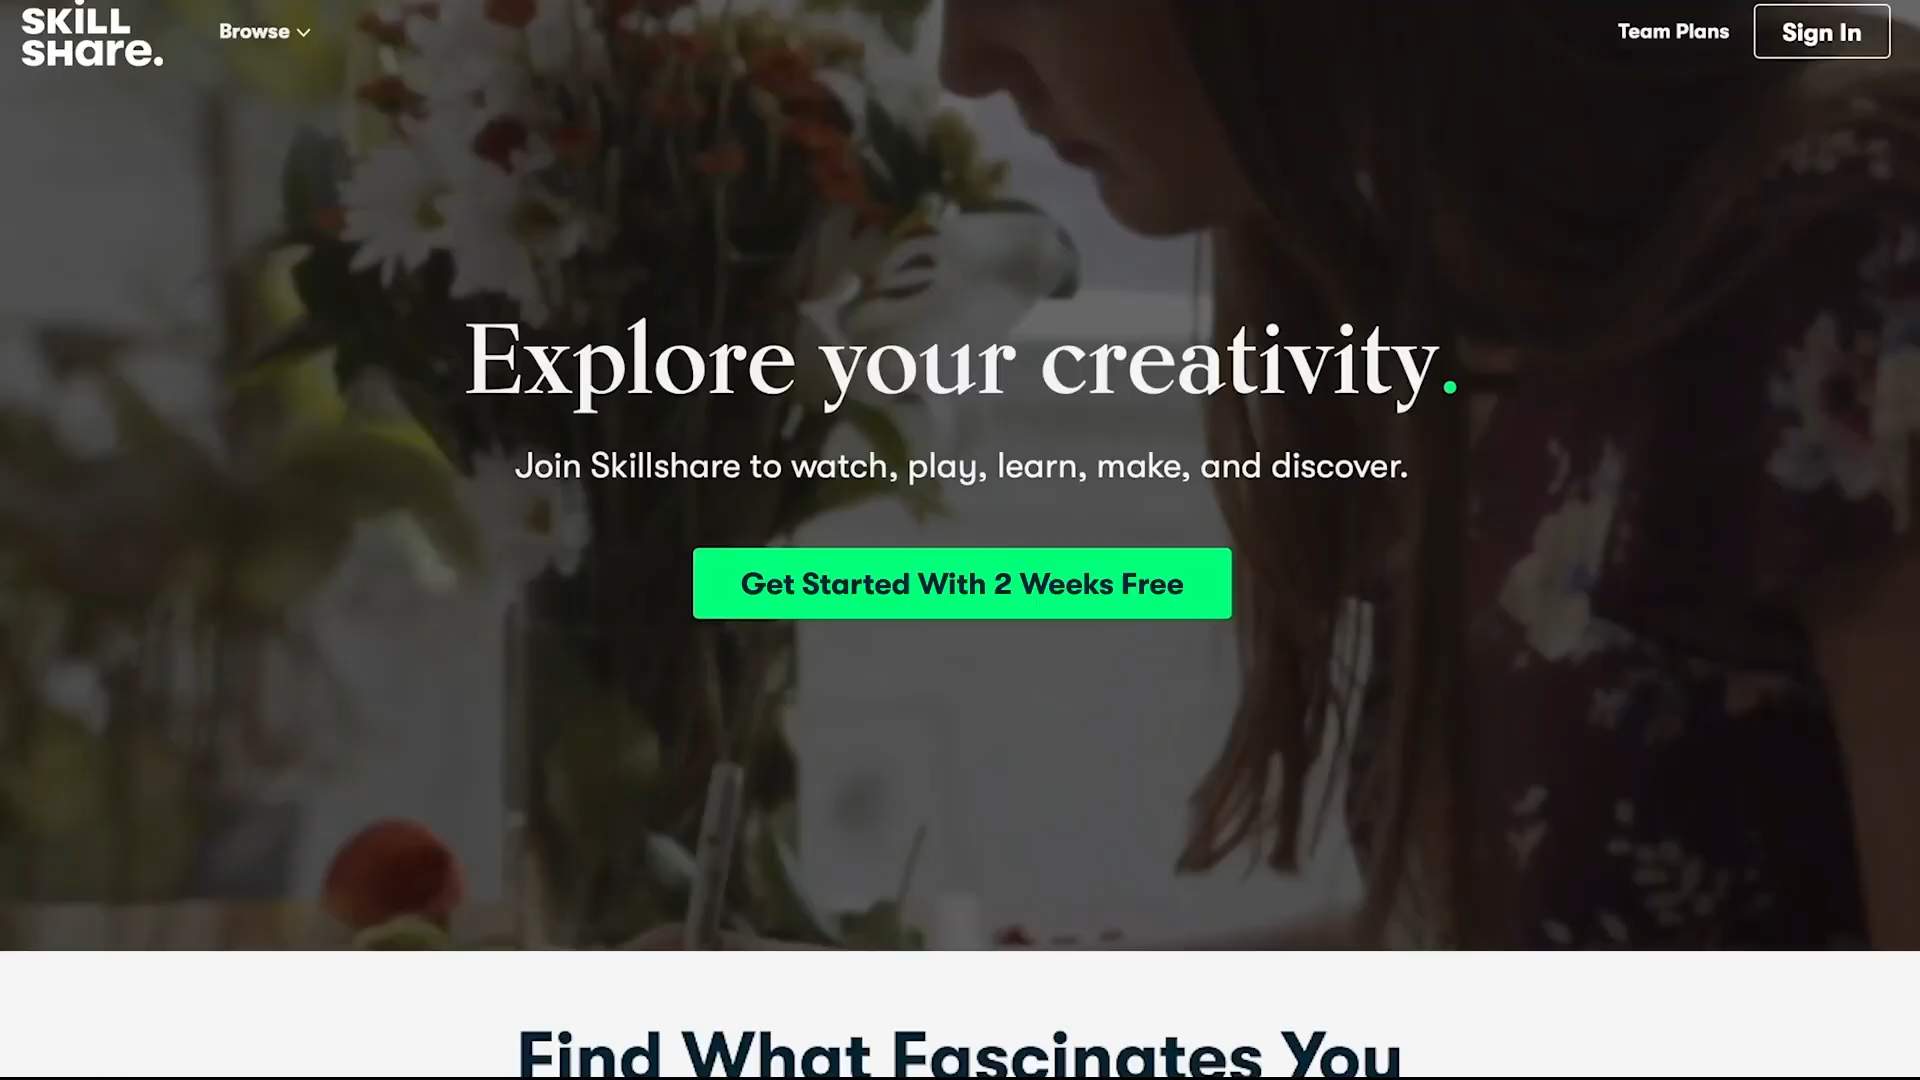 SKiLL
SHare.
Browse
Team Plans
Sign In
Explore your creativity.
Join Skillshare to watch, play, learn, make, and discover.
Get Started With 2 Weeks Free
Find What Fascinates You